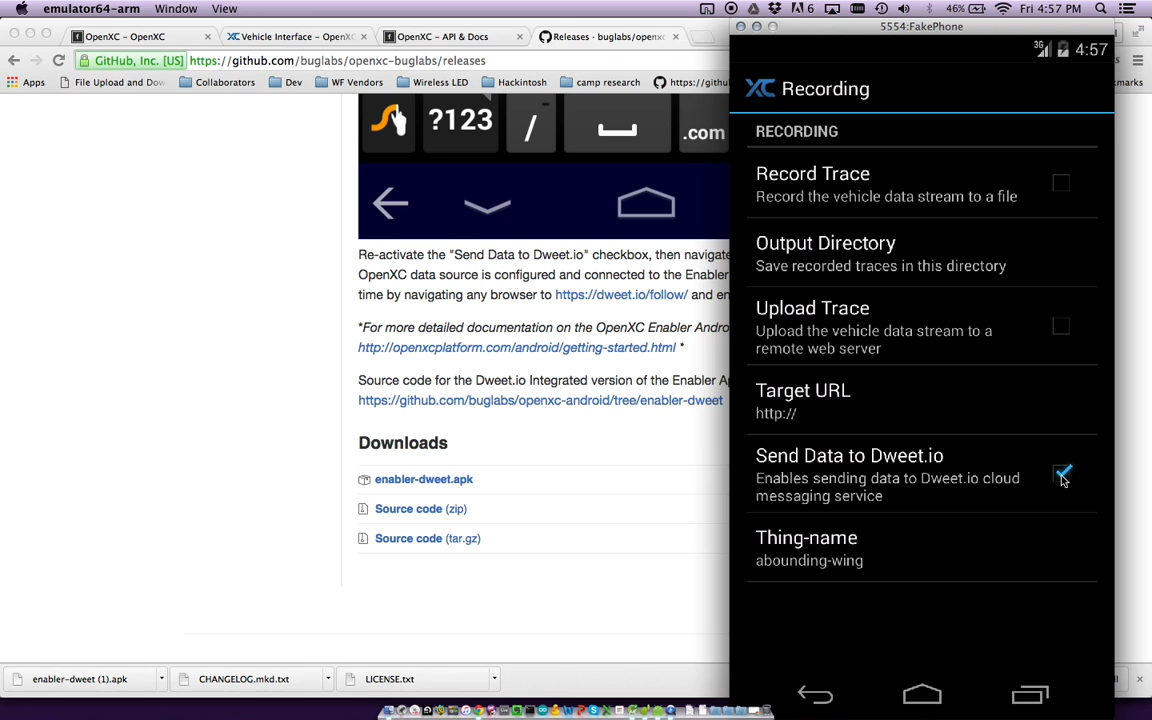 emulator64-arm Window View
6 46% Fri 4:57 PM
OpenXC - OpenXC
Vehicle Interface - OpenXC
OpenXC - API & Docs
Releases · buglabs/openxc
GitHub, Inc. [US] https://github.com/buglabs/openxc-buglabs/releases
Apps File Upload and Dow Collaborators Dev WF Vendors Wireless LED Hackintosh camp research https://githu
marks
?123 / .com
Re-activate the "Send Data to Dweet.io" checkbox, then navigat
OpenXC data source is configured and connected to the Enabler
time by navigating any browser to https://dweet.io/follow/ and en
*For more detailed documentation on the OpenXC Enabler Andro
http://openxcplatform.com/android/getting-started.html *
Source code for the Dweet.io Integrated version of the Enabler Ap
https://github.com/buglabs/openxc-android/tree/enabler-dweet
Downloads
enabler-dweet.apk
Source code (zip)
Source code (tar.gz)
enabler-dweet (1).apk
CHANGELOG.mkd.txt
LICENSE.txt
5554:FakePhone
3G 4:57
XC Recording
RECORDING
Record Trace
Record the vehicle data stream to a file
Output Directory
Save recorded traces in this directory
Upload Trace
Upload the vehicle data stream to a
remote web server
Target URL
http://
Send Data to Dweet.io
Enables sending data to Dweet.io cloud
messaging service
Thing-name
abounding-wing